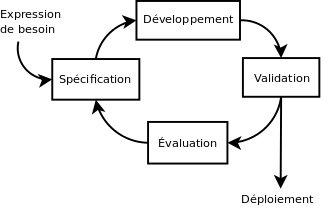 Expression
de besoin
Développement
Spécification
Validation
Évaluation
Déploiement